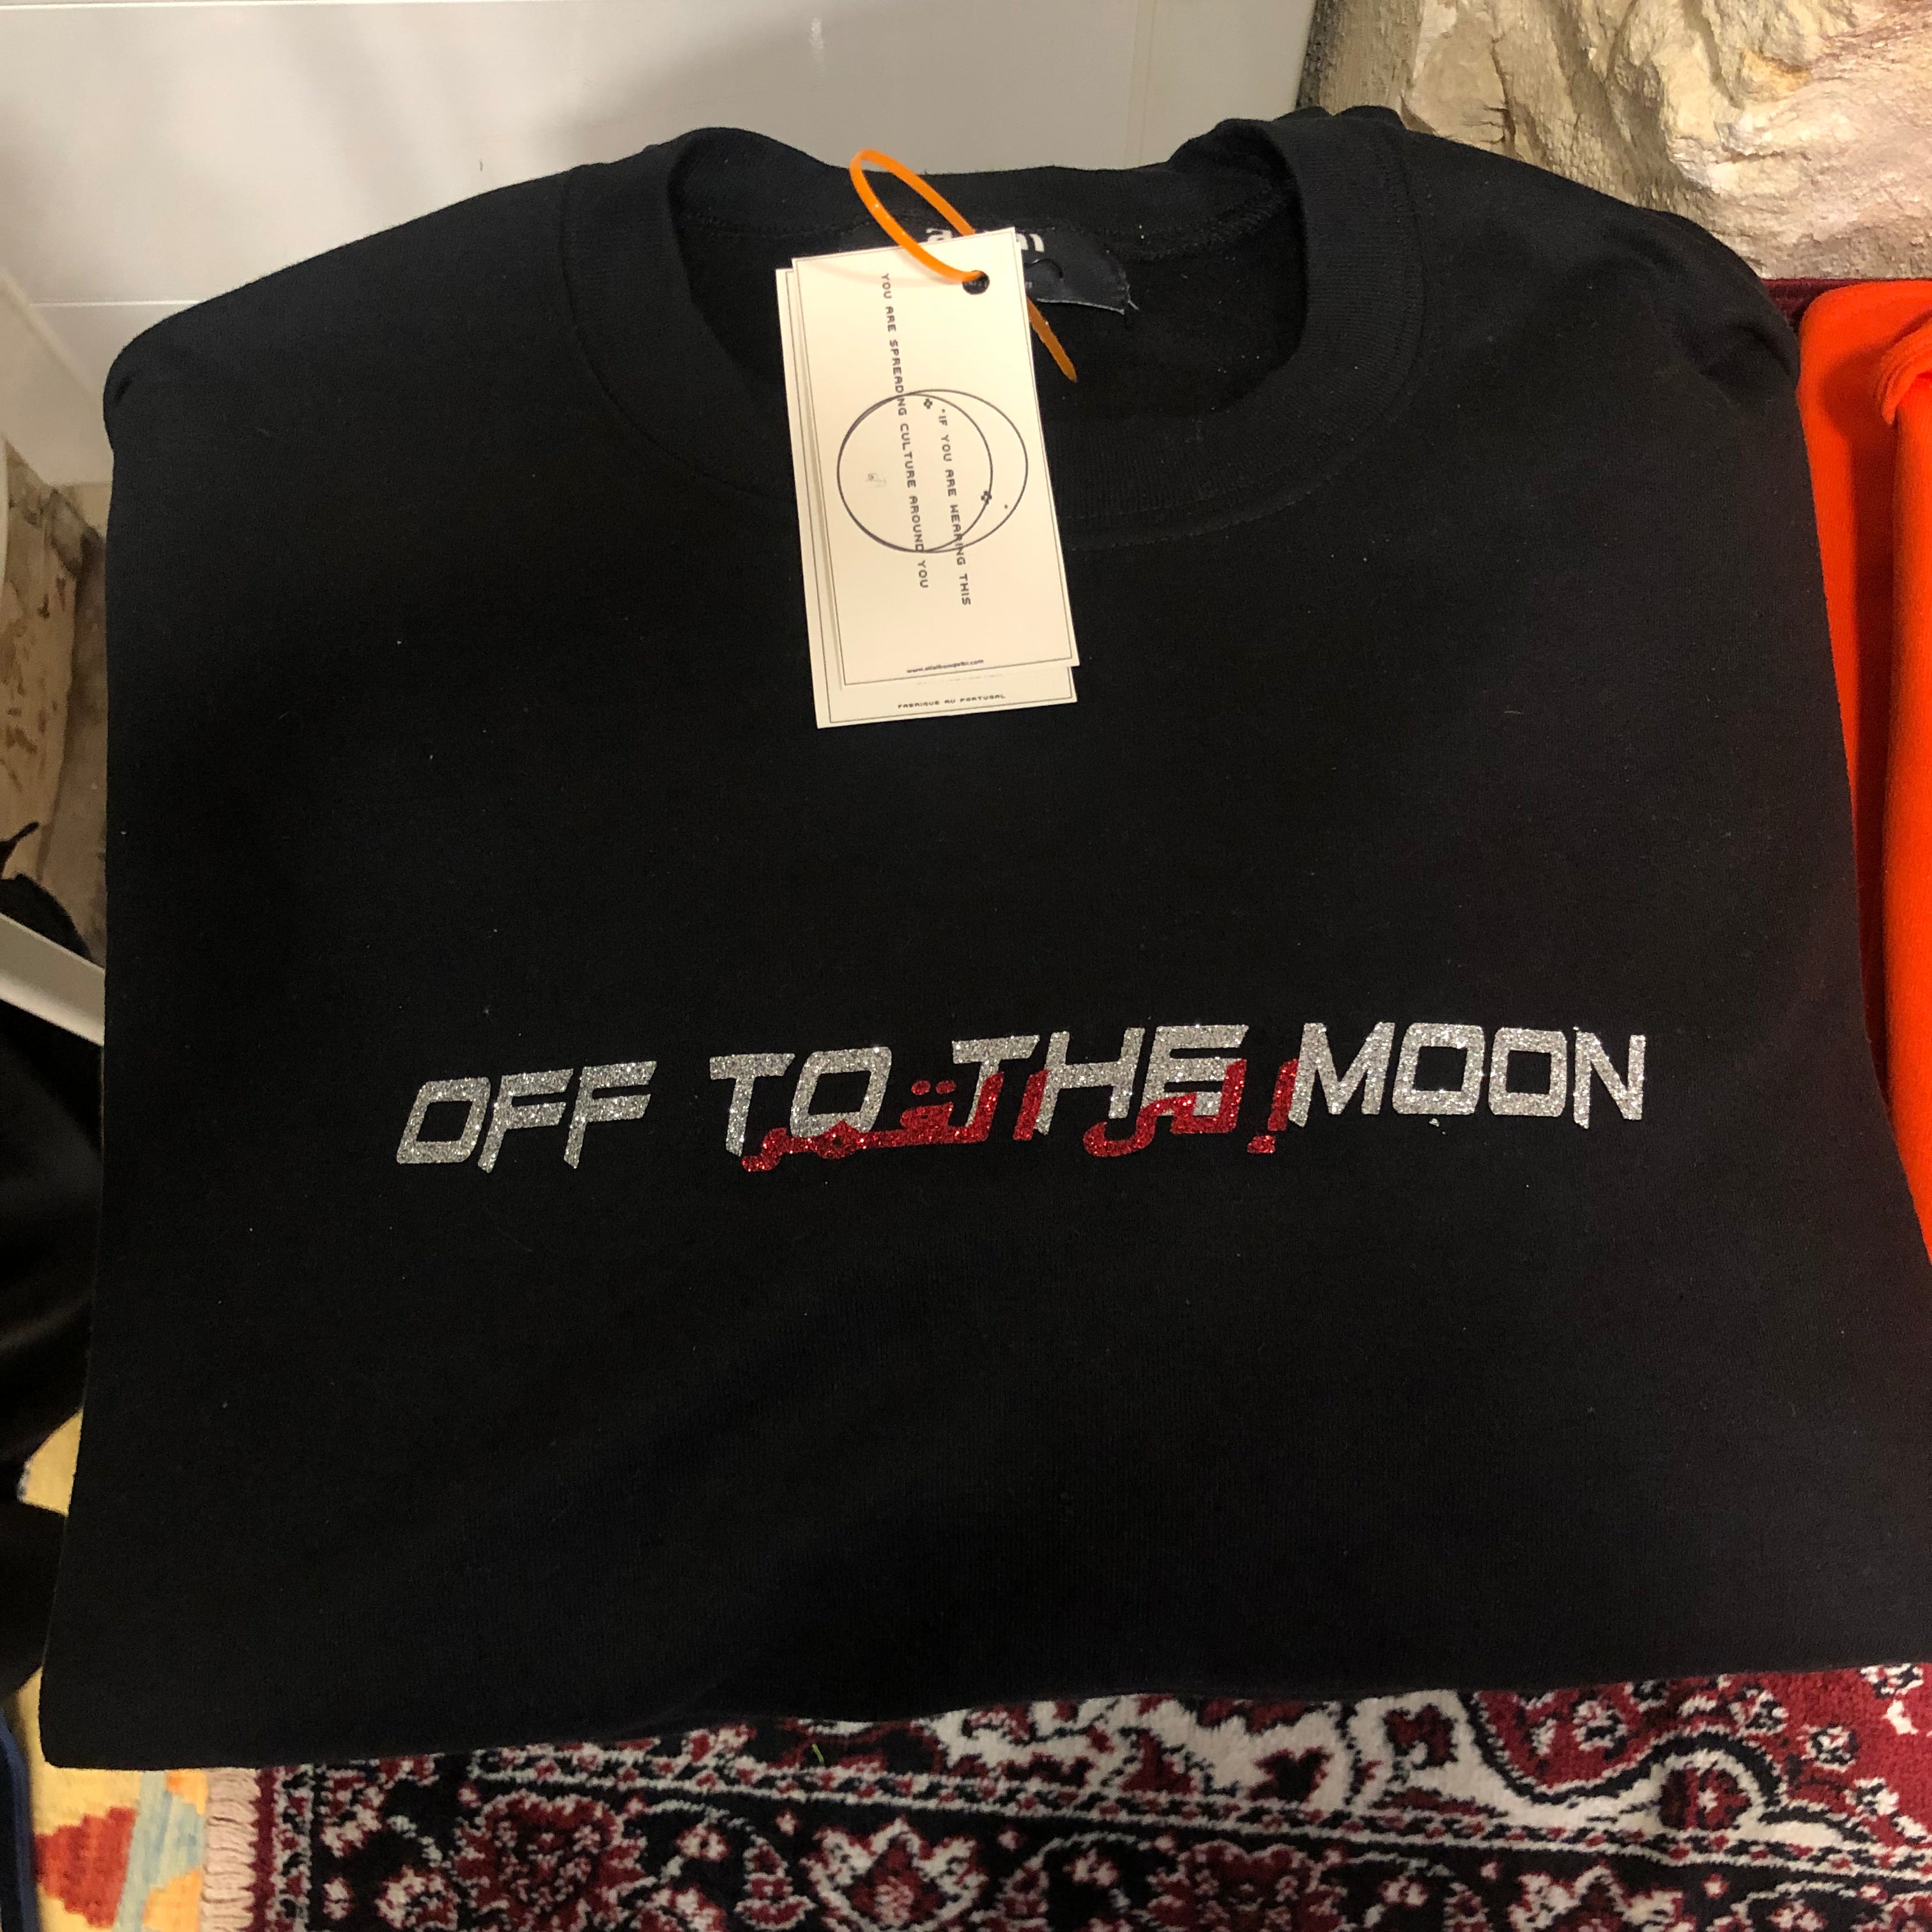 "IF YOU ARE WEARING THIS
YOU ARE SPREADING CULTURE AROUND YOU
FABRIQUE AU PORTUGAL
OFF TO THE MOON
إلى القمر